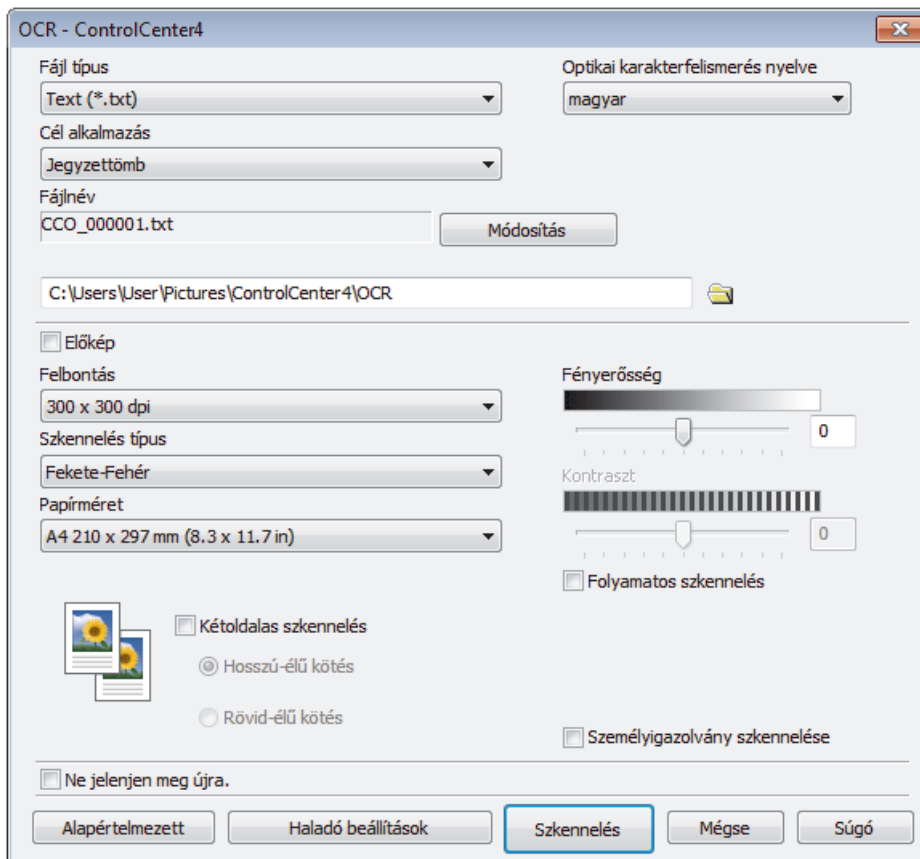 OCR - ControlCenter4
Fájl típus
Optikai karakterfelismerés nyelve
Text (*.txt)
magyar
Cél alkalmazás
Jegyzettömb
Fájlnév
CCO_000001.txt
Módosítás
C:\Users\User\Pictures\ControlCenter4\OCR
Előkép
Felbontás
Fényerősség
300 x 300 dpi
0
Szkennelés típus
Fekete-Fehér
Kontraszt
0
Papírméret
A4 210 x 297 mm (8.3 x 11.7 in)
Folyamatos szkennelés
Kétoldalas szkennelés
Hosszú-élű kötés
Rövid-élű kötés
Személyigazolvány szkennelése
Ne jelenjen meg újra.
Alapértelmezett
Haladó beállítások
Szkennelés
Mégse
Súgó